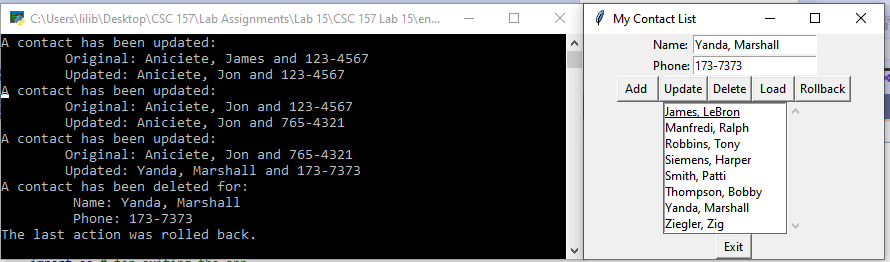 C:\Users\lilib\Desktop\CSC 157\Lab Assignments\Lab 15\CSC 157 Lab 15\en...
A contact has been updated:
Original: Aniciete, James and 123-4567
Updated: Aniciete, Jon and 123-4567
A contact has been updated:
Original: Aniciete, Jon and 123-4567
Updated: Aniciete, Jon and 765-4321
A contact has been updated:
Original: Aniciete, Jon and 765-4321
Updated: Yanda, Marshall and 173-7373
A contact has been deleted for:
Name: Yanda, Marshall
Phone: 173-7373
The last action was rolled back.
My Contact List
Name: Yanda, Marshall
Phone: 173-7373
Add Update Delete Load Rollback
James, LeBron
Manfredi, Ralph
Robbins, Tony
Siemens, Harper
Smith, Patti
Thompson, Bobby
Yanda, Marshall
Ziegler, Zig
Exit